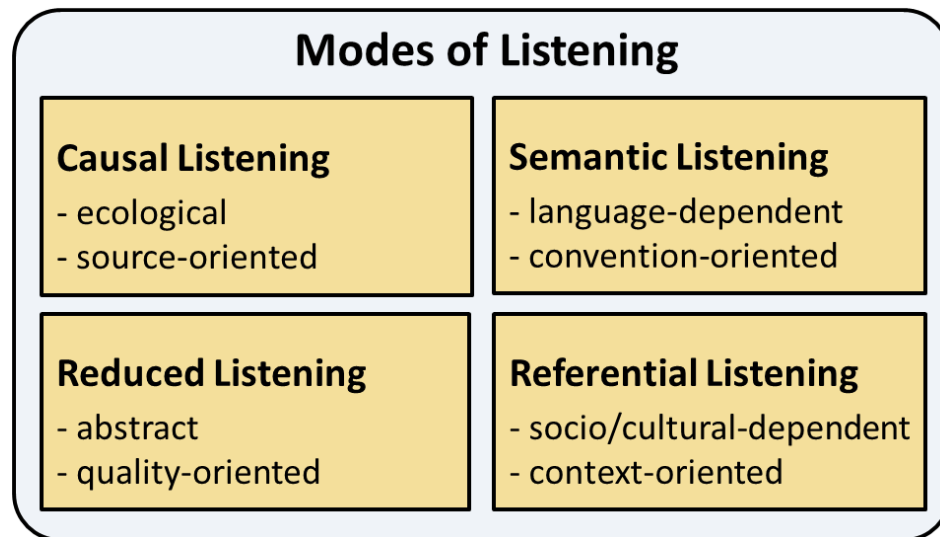 Modes of Listening
Causal Listening
- ecological
- source-oriented
Semantic Listening
- language-dependent
- convention-oriented
Reduced Listening
- abstract
- quality-oriented
Referential Listening
- socio/cultural-dependent
- context-oriented